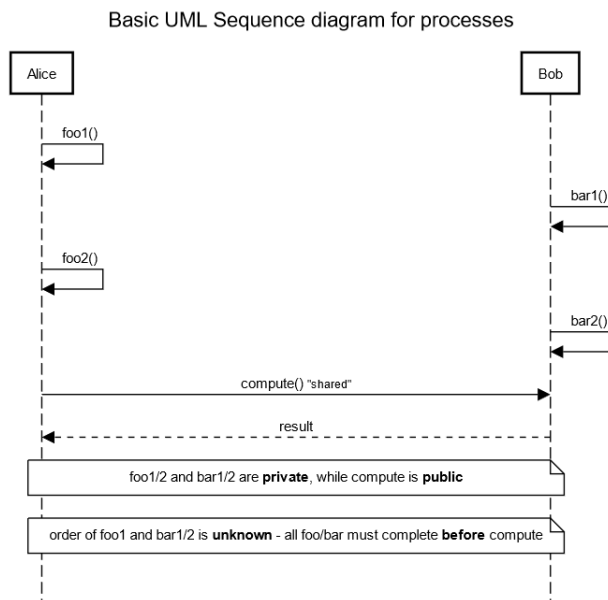 Basic UML Sequence diagram for processes
Alice
Bob
foo1()
bar1()
foo2()
bar2()
compute() "shared"
result
foo1/2 and bar1/2 are private, while compute is public
order of foo1 and bar1/2 is unknown - all foo/bar must complete before compute